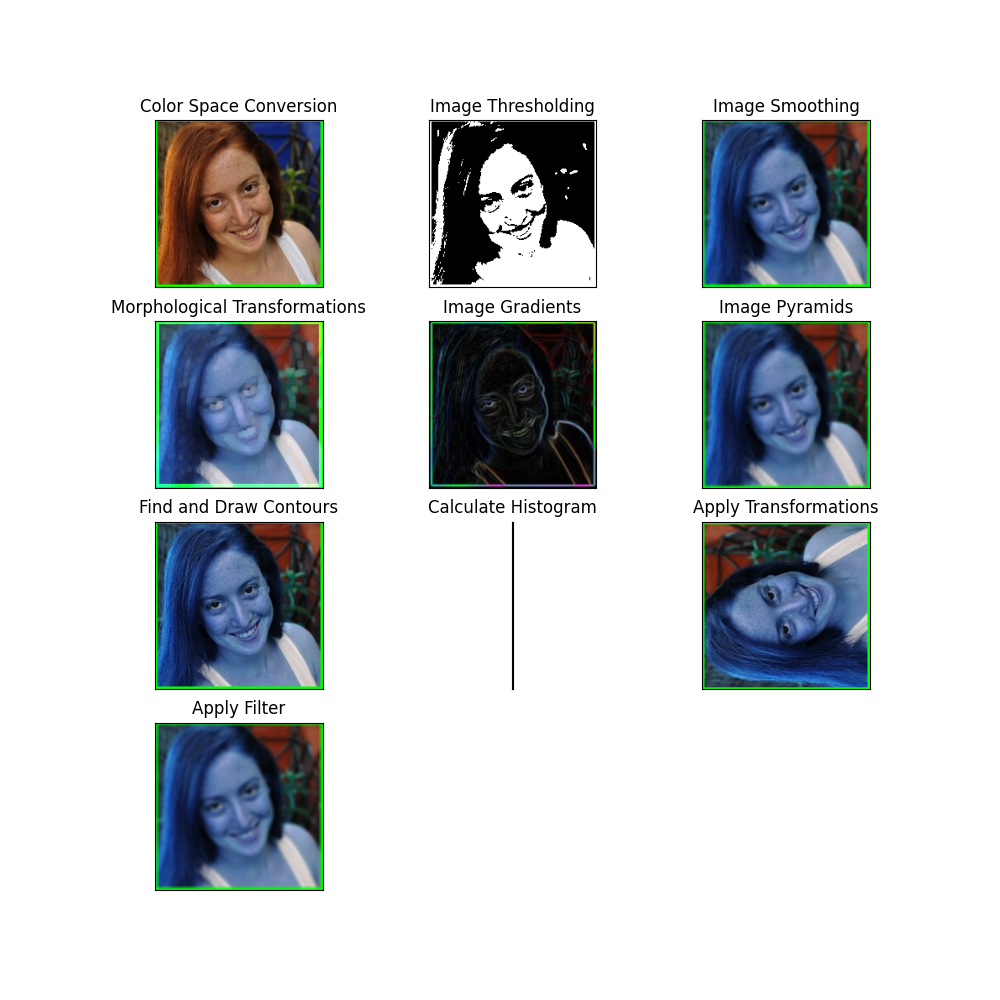 Color Space Conversion
Image Thresholding
Image Smoothing
Morphological Transformations
Image Gradients
Image Pyramids
Find and Draw Contours
Calculate Histogram
Apply Transformations
Apply Filter